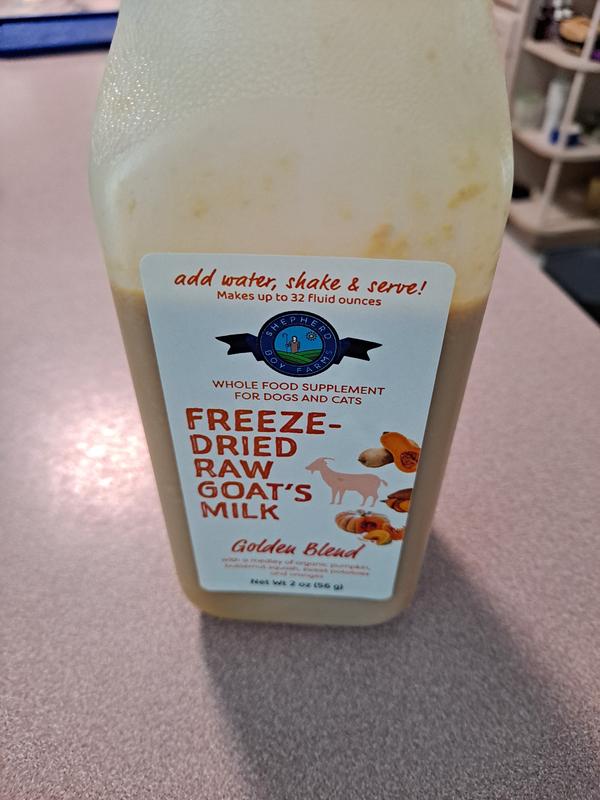 add water, shake & serve!
Makes up to 32 fluid ounces
SHEPHERD
BOY FARMS
WHOLE FOOD SUPPLEMENT
FOR DOGS AND CATS
FREEZE-
DRIED
RAW
GOAT'S
MILK
Golden Blend
with a medley of organic pumpkin,
butternut squash, sweet potatoes
and oranges
Net Wt 2 oz (56 g)